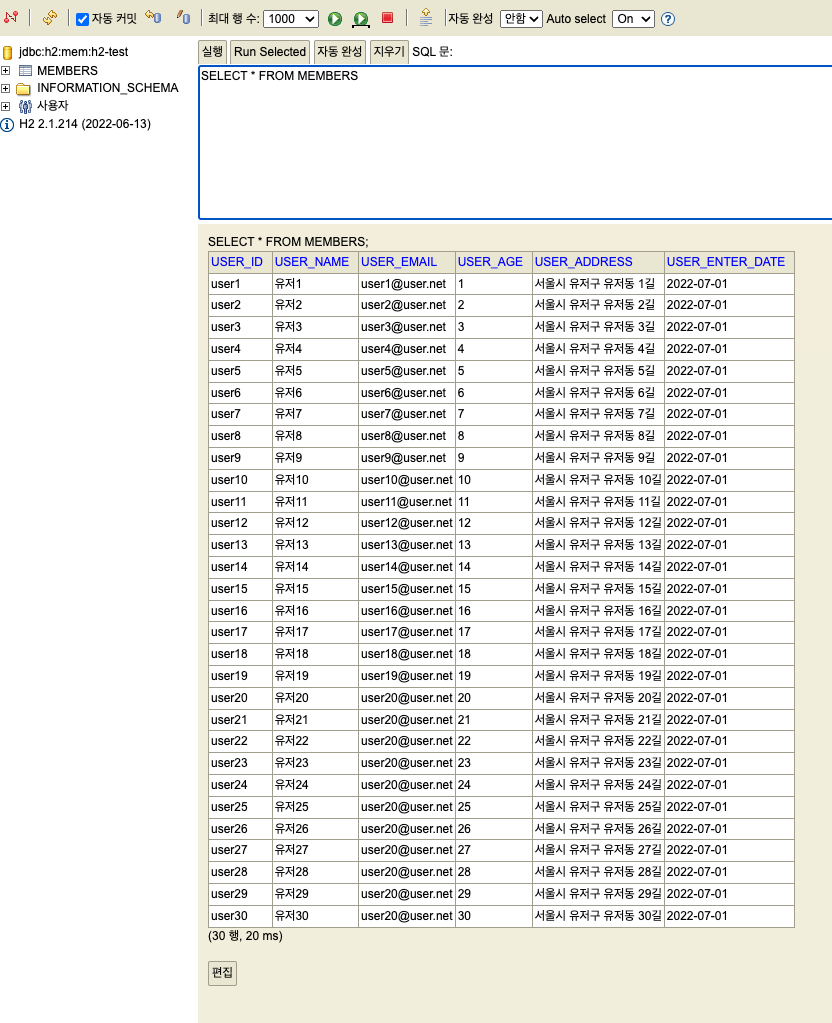 자동 커밋 최대 행 수: 1000 자동 완성 안함 Auto select On
jdbc:h2:mem:h2-test
MEMBERS
INFORMATION_SCHEMA
사용자
H2 2.1.214 (2022-06-13)
실행 Run Selected 자동 완성 지우기 SQL 문:
SELECT * FROM MEMBERS
SELECT * FROM MEMBERS;
USER_ID USER_NAME USER_EMAIL USER_AGE USER_ADDRESS USER_ENTER_DATE
user1 유저1 user1@user.net 1 서울시 유저구 유저동 1길 2022-07-01
user2 유저2 user2@user.net 2 서울시 유저구 유저동 2길 2022-07-01
user3 유저3 user3@user.net 3 서울시 유저구 유저동 3길 2022-07-01
user4 유저4 user4@user.net 4 서울시 유저구 유저동 4길 2022-07-01
user5 유저5 user5@user.net 5 서울시 유저구 유저동 5길 2022-07-01
user6 유저6 user6@user.net 6 서울시 유저구 유저동 6길 2022-07-01
user7 유저7 user7@user.net 7 서울시 유저구 유저동 7길 2022-07-01
user8 유저8 user8@user.net 8 서울시 유저구 유저동 8길 2022-07-01
user9 유저9 user9@user.net 9 서울시 유저구 유저동 9길 2022-07-01
user10 유저10 user10@user.net 10 서울시 유저구 유저동 10길 2022-07-01
user11 유저11 user11@user.net 11 서울시 유저구 유저동 11길 2022-07-01
user12 유저12 user12@user.net 12 서울시 유저구 유저동 12길 2022-07-01
user13 유저13 user13@user.net 13 서울시 유저구 유저동 13길 2022-07-01
user14 유저14 user14@user.net 14 서울시 유저구 유저동 14길 2022-07-01
user15 유저15 user15@user.net 15 서울시 유저구 유저동 15길 2022-07-01
user16 유저16 user16@user.net 16 서울시 유저구 유저동 16길 2022-07-01
user17 유저17 user17@user.net 17 서울시 유저구 유저동 17길 2022-07-01
user18 유저18 user18@user.net 18 서울시 유저구 유저동 18길 2022-07-01
user19 유저19 user19@user.net 19 서울시 유저구 유저동 19길 2022-07-01
user20 유저20 user20@user.net 20 서울시 유저구 유저동 20길 2022-07-01
user21 유저21 user20@user.net 21 서울시 유저구 유저동 21길 2022-07-01
user22 유저22 user20@user.net 22 서울시 유저구 유저동 22길 2022-07-01
user23 유저23 user20@user.net 23 서울시 유저구 유저동 23길 2022-07-01
user24 유저24 user20@user.net 24 서울시 유저구 유저동 24길 2022-07-01
user25 유저25 user20@user.net 25 서울시 유저구 유저동 25길 2022-07-01
user26 유저26 user20@user.net 26 서울시 유저구 유저동 26길 2022-07-01
user27 유저27 user20@user.net 27 서울시 유저구 유저동 27길 2022-07-01
user28 유저28 user20@user.net 28 서울시 유저구 유저동 28길 2022-07-01
user29 유저29 user20@user.net 29 서울시 유저구 유저동 29길 2022-07-01
user30 유저30 user20@user.net 30 서울시 유저구 유저동 30길 2022-07-01
(30 행, 20 ms)
편집